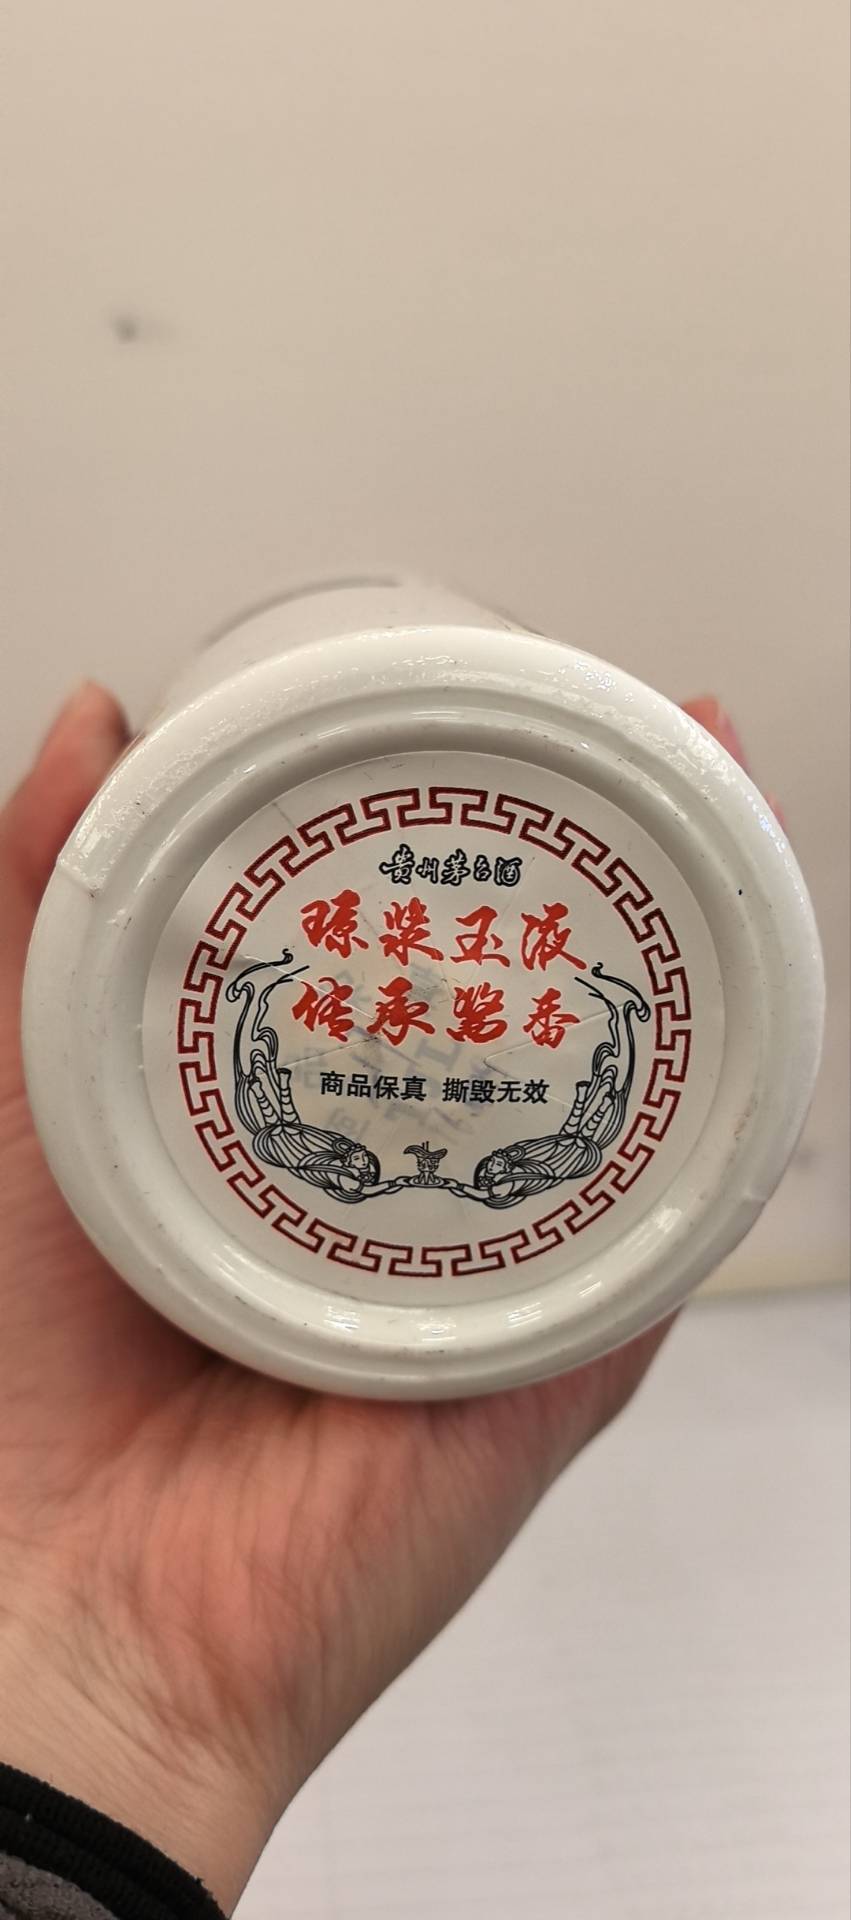 贵州茅台酒
琼浆玉液
传承酱香
商品保真 撕毁无效